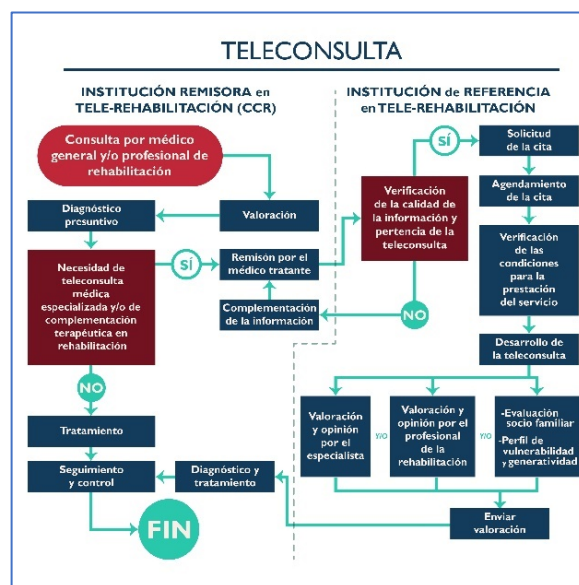 TELECONSULTA
INSTITUCIÓN REMISORA en
TELE-REHABILITACIÓN (CCR)
Consulta por médico
general y/o profesional de
rehabilitación
Diagnóstico
presuntivo
Valoración
Necesidad de
teleconsulta
médica
especializada y/o de
complementación
terapéutica en
rehabilitación
SÍ
Remisón por el
médico tratante
Complementación
de la información
NO
Tratamiento
Seguimiento
y control
Diagnóstico y
tratamiento
FIN
INSTITUCIÓN de REFERENCIA
en TELE-REHABILITACIÓN
Verificación
de la calidad de
la información y
pertencia de la
teleconsulta
SÍ
NO
Solicitud
de la cita
Agendamiento
de la cita
Verificación
de las
condiciones
para la
prestación
del servicio
Desarrollo de
la teleconsulta
Valoración
y opinión
por el
especialista
Y/O
Valoración y
opinión por el
profesional
de la
rehabilitación
Y/O
-Evaluación
socio familiar
-Perfil de
vulnerabilidad
y generatividad
Enviar
valoración